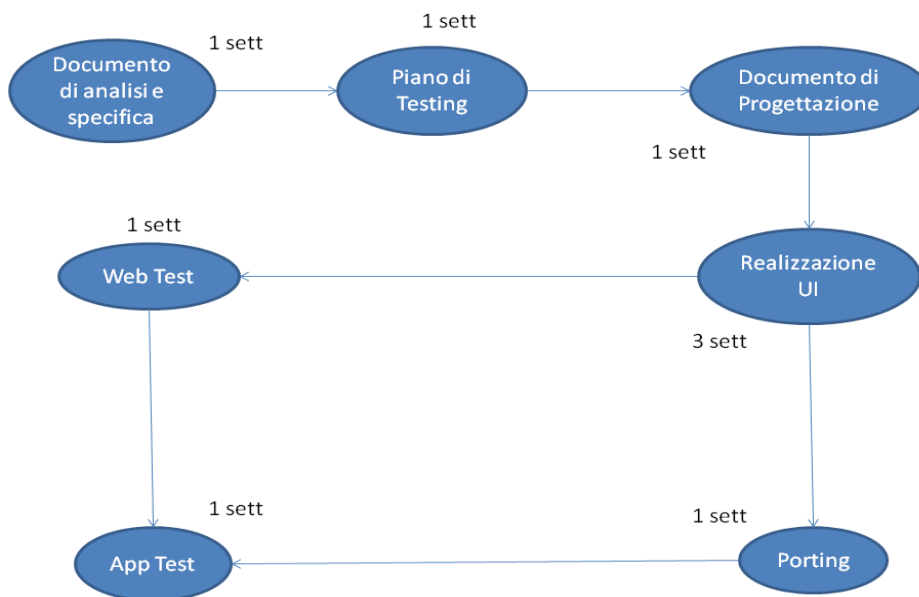 1 sett
1 sett
Documento
di analisi e
specifica
Piano di
Testing
Documento di
Progettazione
1 sett
1 sett
Web Test
Realizzazione
UI
3 sett
1 sett
1 sett
App Test
Porting